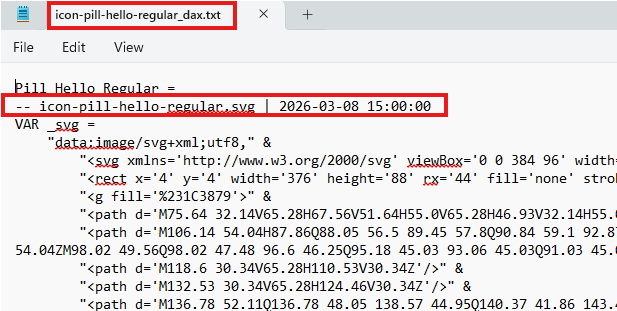 icon-pill-hello-regular_dax.txt
File Edit View
Pill Hello Regular =
-- icon-pill-hello-regular.svg | 2026-03-08 15:00:00
VAR _svg =
"data:image/svg+xml;utf8," &
"<svg xmlns='http://www.w3.org/2000/svg' viewBox='0 0 384 96' width=
"<rect x='4' y='4' width='376' height='88' rx='44' fill='none' strok
"<g fill='%231C3879'>" &
"<path d='M75.64 32.14V65.28H67.56V51.64H55.0V65.28H46.93V32.14H55.0
"<path d='M106.14 54.04H87.86Q88.05 56.5 89.45 57.8Q90.84 59.1 92.87
54.04ZM98.02 49.56Q98.02 47.48 96.6 46.25Q95.18 45.03 93.06 45.03Q91.03 45.0
"<path d='M118.6 30.34V65.28H110.53V30.34Z'/>" &
"<path d='M132.53 30.34V65.28H124.46V30.34Z'/>" &
"<path d='M136.78 52.11Q136.78 48.05 138.57 44.95Q140.37 41.86 143.4